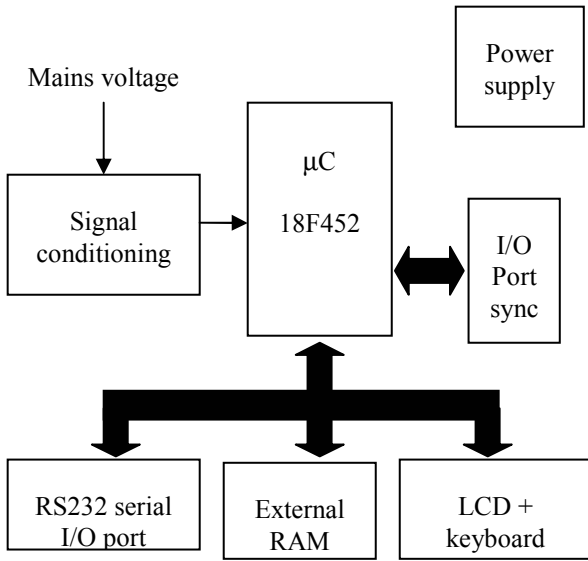 Power
supply
Mains voltage
μC
18F452
Signal
conditioning
I/O
Port
sync
RS232 serial
I/O port
External
RAM
LCD +
keyboard